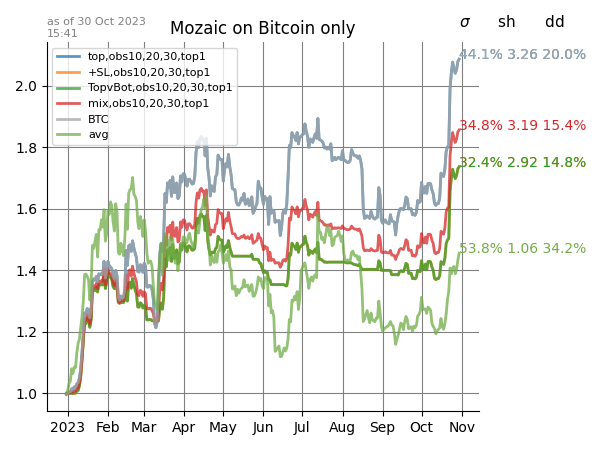 as of 30 Oct 2023
15:41
Mozaic on Bitcoin only
σ sh dd
top,obs10,20,30,top1
+SL,obs10,20,30,top1
TopvBot,obs10,20,30,top1
mix,obs10,20,30,top1
BTC
avg
44.1% 3.26 20.0%
34.8% 3.19 15.4%
32.4% 2.92 14.8%
53.8% 1.06 34.2%
2.0
1.8
1.6
1.4
1.2
1.0
2023 Feb Mar Apr May Jun Jul Aug Sep Oct Nov